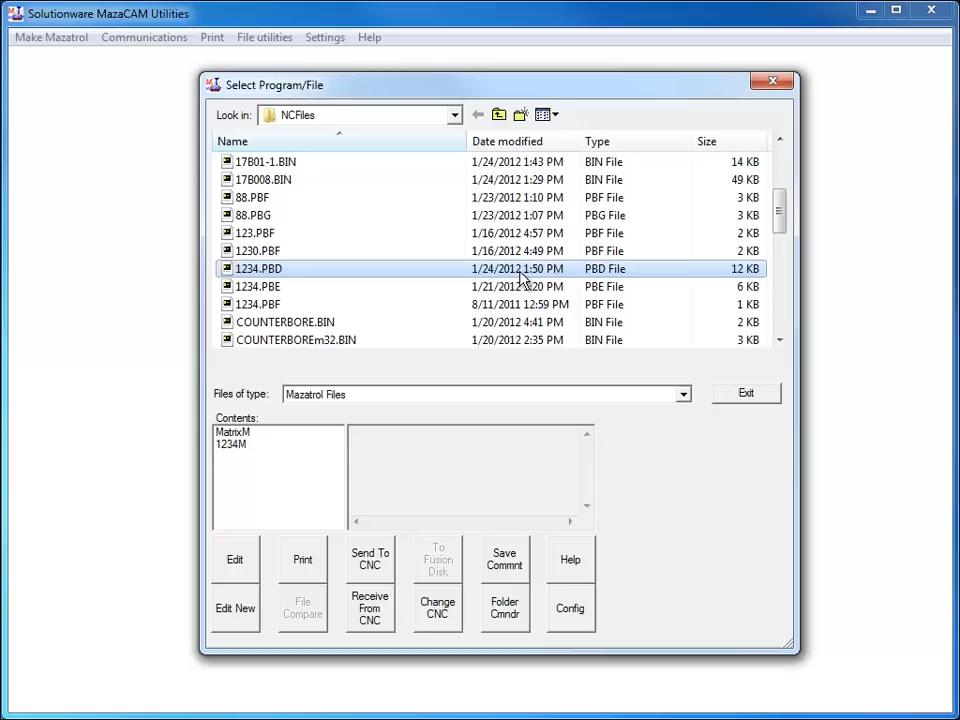 Solutionware MazaCAM Utilities
Make Mazatrol Communications Print File utilities Settings Help
Select Program/File
Look in: NCFiles
Name Date modified Type Size
17B01-1.BIN 1/24/2012 1:43 PM BIN File 14 KB
17B008.BIN 1/24/2012 1:29 PM BIN File 49 KB
88.PBF 1/23/2012 1:10 PM PBF File 3 KB
88.PBG 1/23/2012 1:07 PM PBG File 3 KB
123.PBF 1/16/2012 4:57 PM PBF File 2 KB
1230.PBF 1/16/2012 4:49 PM PBF File 2 KB
1234.PBD 1/24/2012 1:50 PM PBD File 12 KB
1234.PBE 1/21/2012 :20 PM PBE File 6 KB
1234.PBF 8/11/2011 12:59 PM PBF File 1 KB
COUNTERBORE.BIN 1/20/2012 4:41 PM BIN File 2 KB
COUNTERBOREm32.BIN 1/20/2012 2:35 PM BIN File 3 KB
Files of type: Mazatrol Files Exit
Contents:
MatrixM
1234M
Edit Print Send To CNC To Fusion Disk Save Commnt Help
Edit New File Compare Receive From CNC Change CNC Folder Cmndr Config